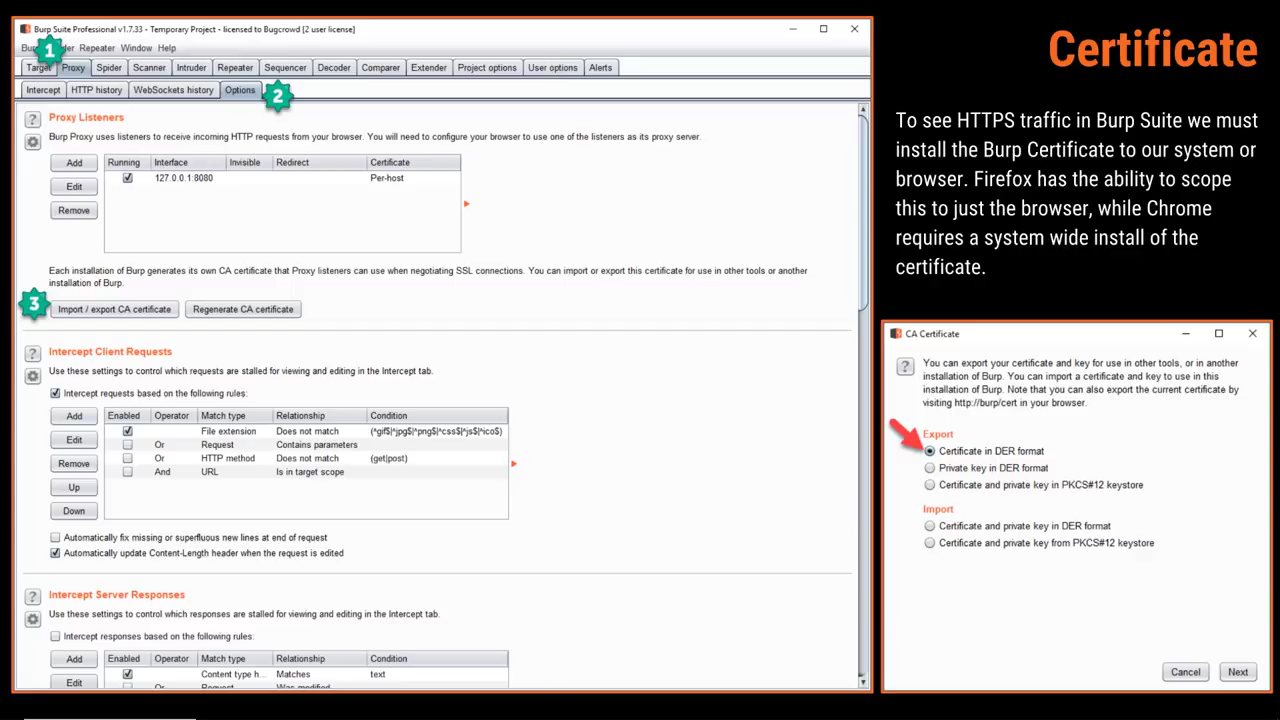 Burp Suite Professional v1.7.33 - Temporary Project - licensed to Bugcrowd [2 user license]
Repeater Window Help
1
Target Proxy Spider Scanner Intruder Repeater Sequencer Decoder Comparer Extender Project options User options Alerts
Intercept HTTP history WebSockets history Options
2
? Proxy Listeners
Burp Proxy uses listeners to receive incoming HTTP requests from your browser. You will need to configure your browser to use one of the listeners as its proxy server.
Add Running Interface Invisible Redirect Certificate
127.0.0.1:8080 Per-host
Edit
Remove
Each installation of Burp generates its own CA certificate that Proxy listeners can use when negotiating SSL connections. You can import or export this certificate for use in other tools or another
installation of Burp.
3
Import / export CA certificate Regenerate CA certificate
? Intercept Client Requests
Use these settings to control which requests are stalled for viewing and editing in the Intercept tab.
Intercept requests based on the following rules:
Add Enabled Operator Match type Relationship Condition
File extension Does not match (^gif$|^jpg$|^png$|^css$|^js$|^ico$)
Edit Or Request Contains parameters
Remove Or HTTP method Does not match (get|post)
And URL Is in target scope
Up
Down
Automatically fix missing or superfluous new lines at end of request
Automatically update Content-Length header when the request is edited
? Intercept Server Responses
Use these settings to control which responses are stalled for viewing and editing in the Intercept tab.
Intercept responses based on the following rules:
Add Enabled Operator Match type Relationship Condition
Content type h... Matches text
Edit Or Request Was modified
Certificate
To see HTTPS traffic in Burp Suite we must
install the Burp Certificate to our system or
browser. Firefox has the ability to scope
this to just the browser, while Chrome
requires a system wide install of the
certificate.
CA Certificate
? You can export your certificate and key for use in other tools, or in another
installation of Burp. You can import a certificate and key to use in this
installation of Burp. Note that you can also export the current certificate by
visiting http://burp/cert in your browser.
Export
Certificate in DER format
Private key in DER format
Certificate and private key in PKCS#12 keystore
Import
Certificate and private key in DER format
Certificate and private key from PKCS#12 keystore
Cancel Next